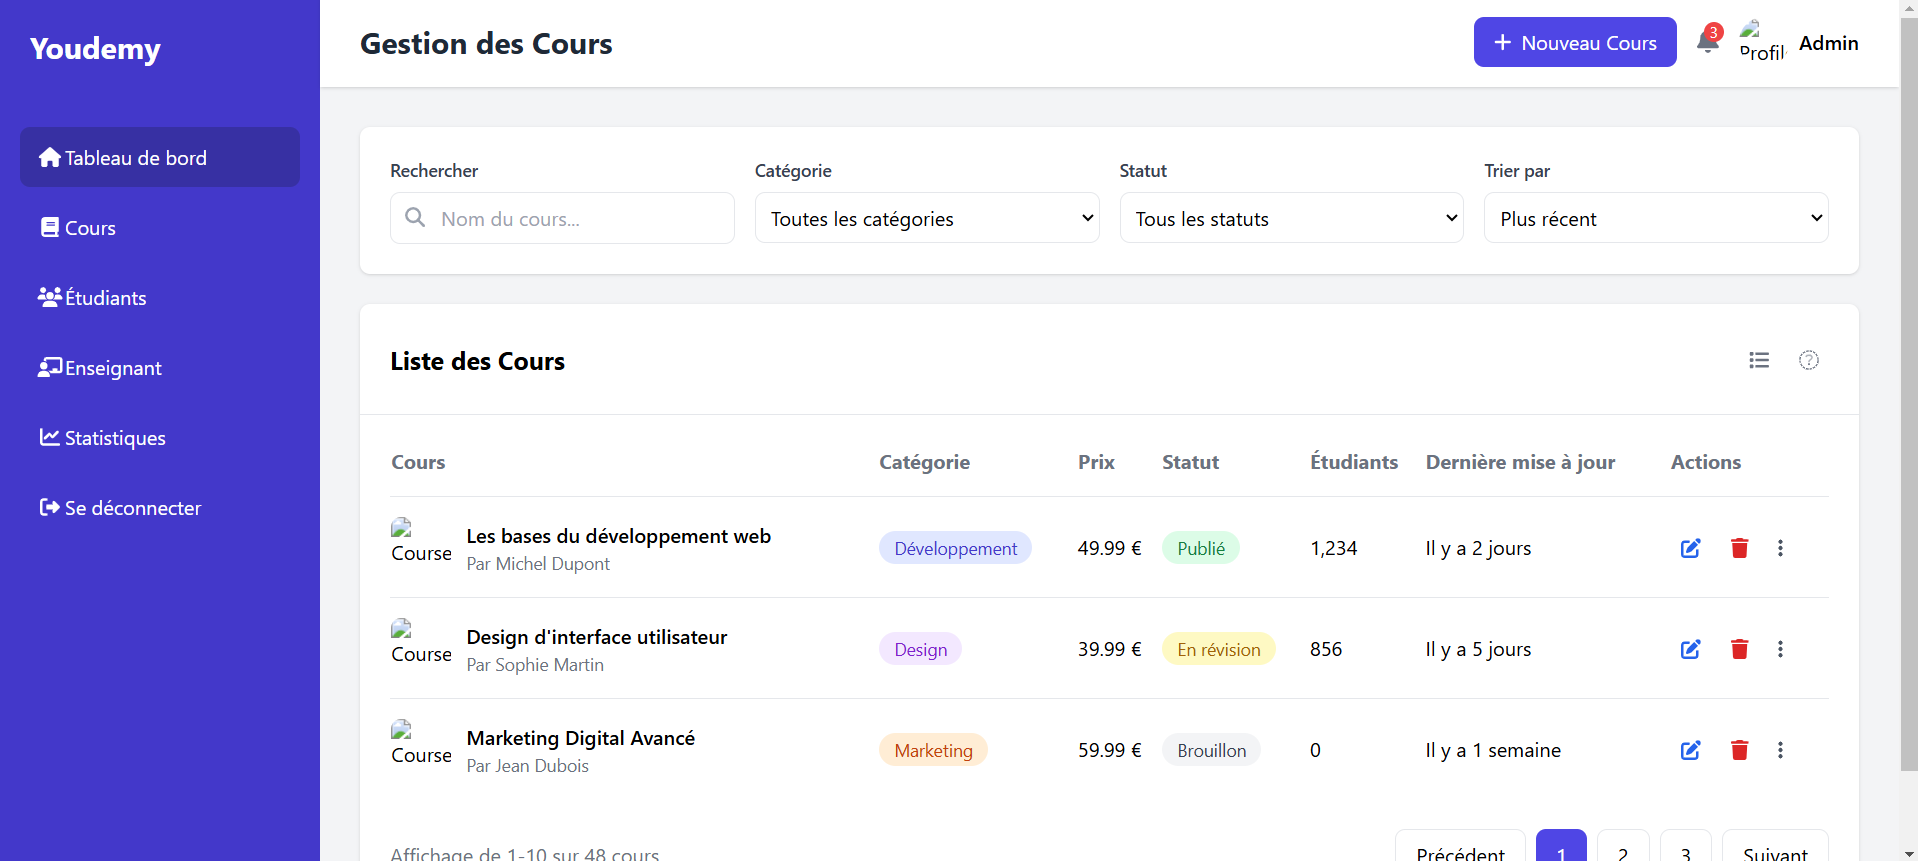 Youdemy
Tableau de bord
Cours
Étudiants
Enseignant
Statistiques
Se déconnecter
Gestion des Cours
Nouveau Cours
3
Profil
Admin
Rechercher
Catégorie
Statut
Trier par
Nom du cours...
Toutes les catégories
Tous les statuts
Plus récent
Liste des Cours
?
Cours Catégorie Prix Statut Étudiants Dernière mise à jour Actions
Course
Les bases du développement web
Par Michel Dupont
Développement
49.99 €
Publié
1,234
Il y a 2 jours
Course
Design d'interface utilisateur
Par Sophie Martin
Design
39.99 €
En révision
856
Il y a 5 jours
Course
Marketing Digital Avancé
Par Jean Dubois
Marketing
59.99 €
Brouillon
0
Il y a 1 semaine
Affichage de 1-10 sur 48 cours
Précédent 1 2 3 Suivant